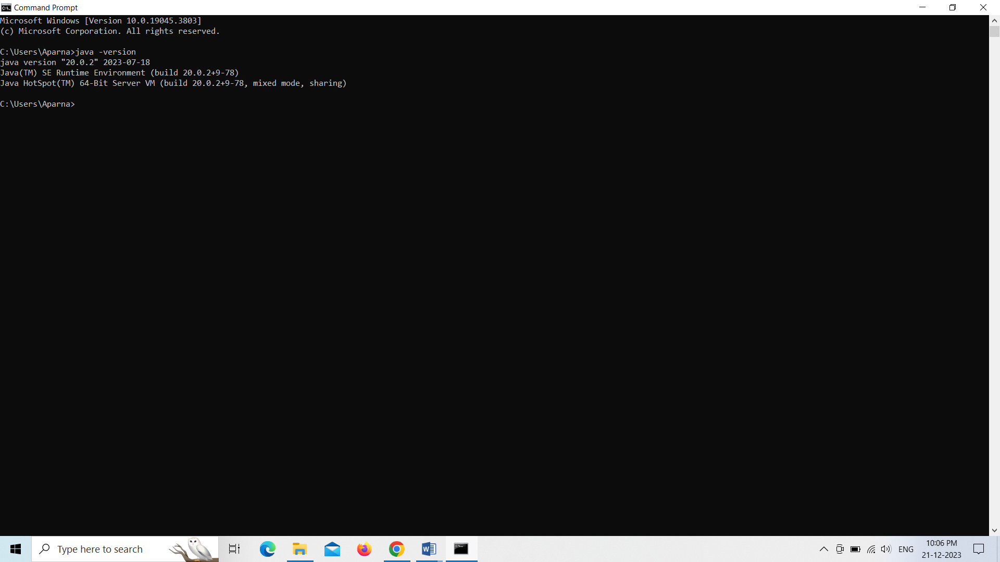 Command Prompt
Microsoft Windows [Version 10.0.19045.3803]
(c) Microsoft Corporation. All rights reserved.
C:\Users\Aparna>java -version
java version "20.0.2" 2023-07-18
Java(TM) SE Runtime Environment (build 20.0.2+9-78)
Java HotSpot(TM) 64-Bit Server VM (build 20.0.2+9-78, mixed mode, sharing)
C:\Users\Aparna>
Type here to search
ENG
10:06 PM
21-12-2023